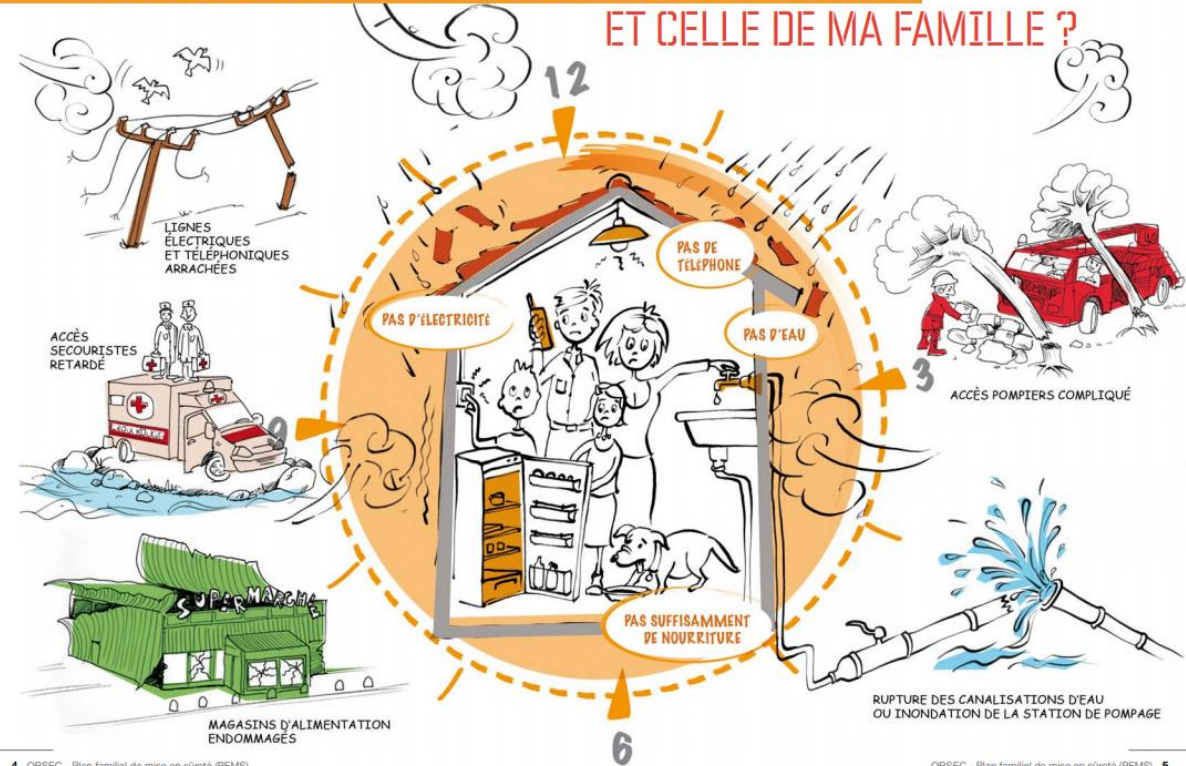 ET CELLE DE MA FAMILLE ?
12
LIGNES
ÉLECTRIQUES
ET TÉLÉPHONIQUES
ARRACHÉES
PAS DE
TÉLÉPHONE
PAS D'ÉLECTRICITÉ
PAS D'EAU
ACCÈS
SECOURISTES
RETARDÉ
3
ACCÈS POMPIERS COMPLIQUÉ
9
SUPERMARCHE
PAS SUFFISAMMENT
DE NOURRITURE
RUPTURE DES CANALISATIONS D'EAU
OU INONDATION DE LA STATION DE POMPAGE
MAGASINS D'ALIMENTATION
ENDOMMAGÉS
6
4 ORSEC - Plan familial de mise en sûreté (PFMS)
ORSEC - Plan familial de mise en sûreté (PFMS) 5